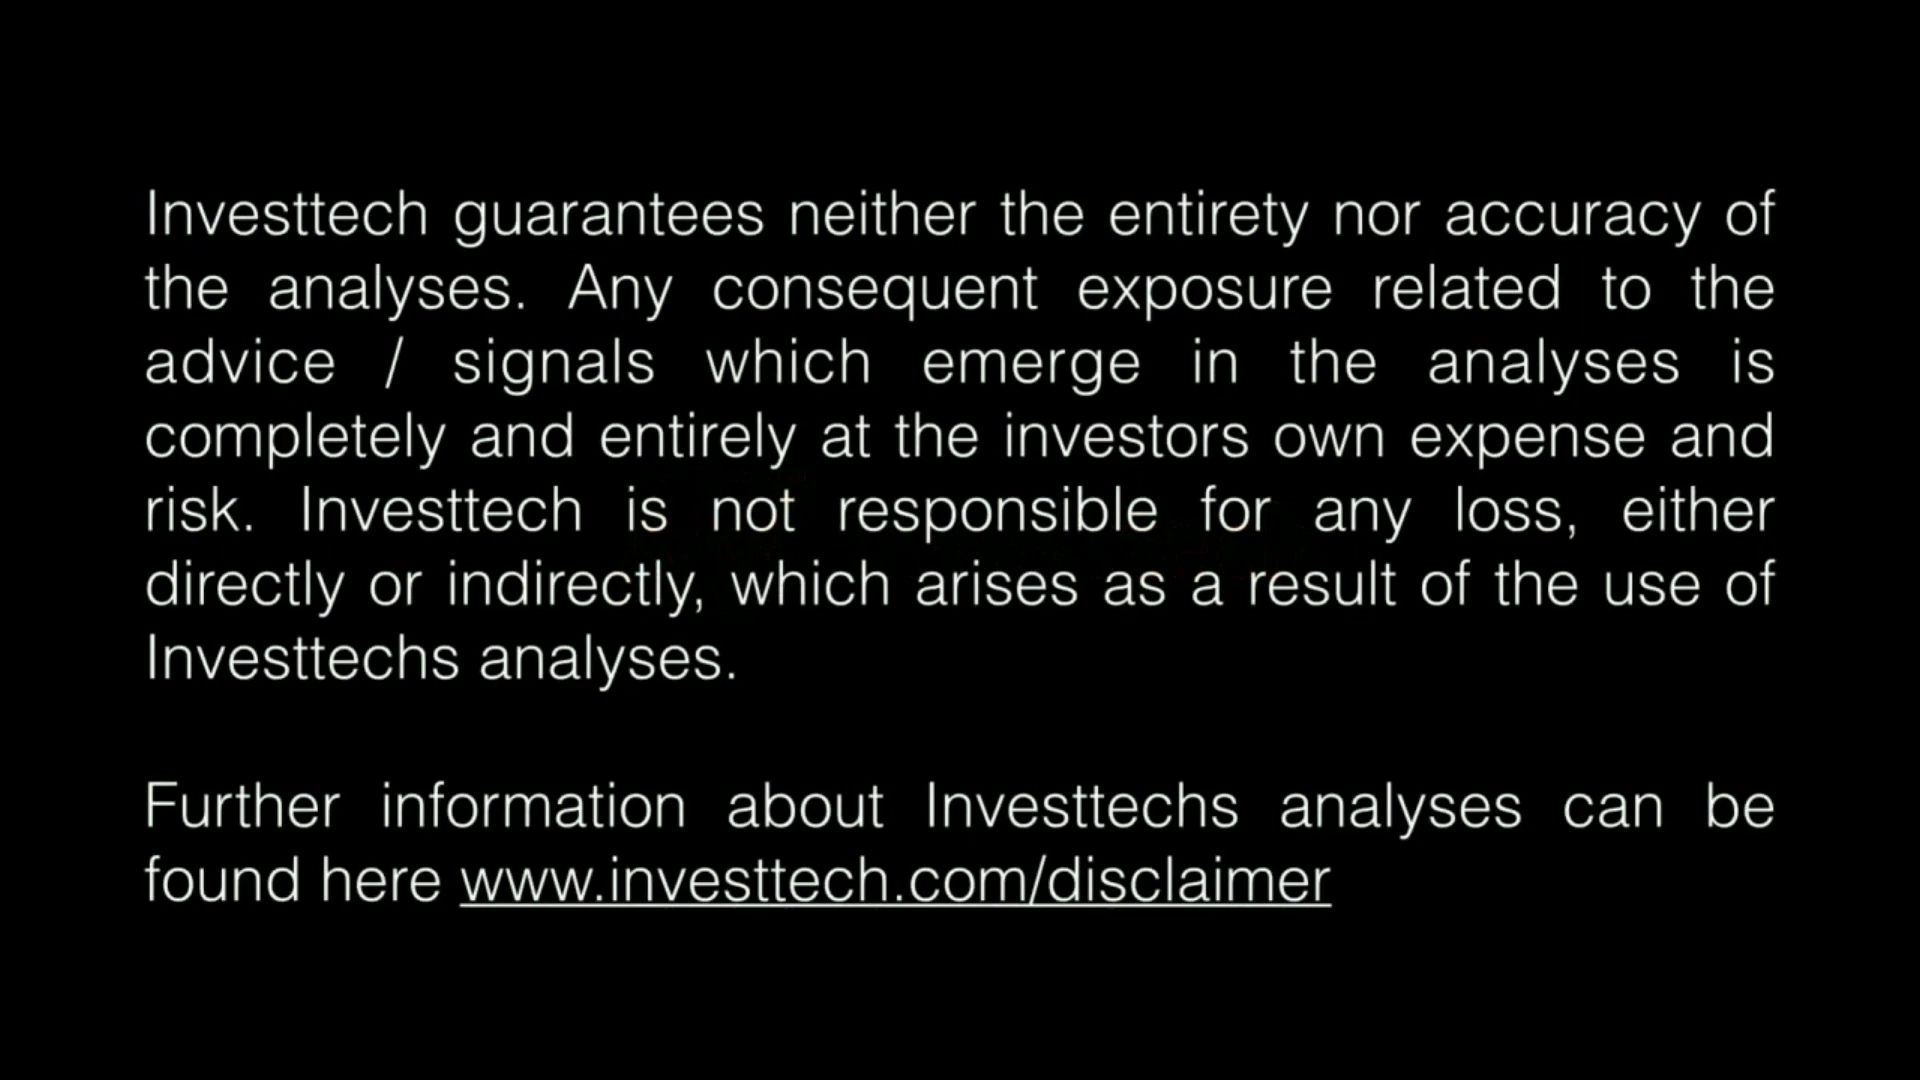 Investtech guarantees neither the entirety nor accuracy of
the analyses. Any consequent exposure related to the
advice / signals which emerge in the analyses is
completely and entirely at the investors own expense and
risk. Investtech is not responsible for any loss, either
directly or indirectly, which arises as a result of the use of
Investtechs analyses.
Further information about Investtechs analyses can be
found here www.investtech.com/disclaimer